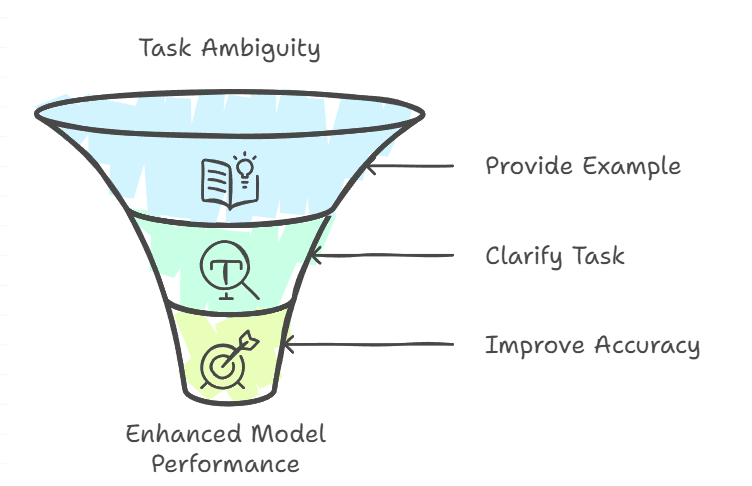 Task Ambiguity
Provide Example
Clarify Task
Improve Accuracy
Enhanced Model
Performance